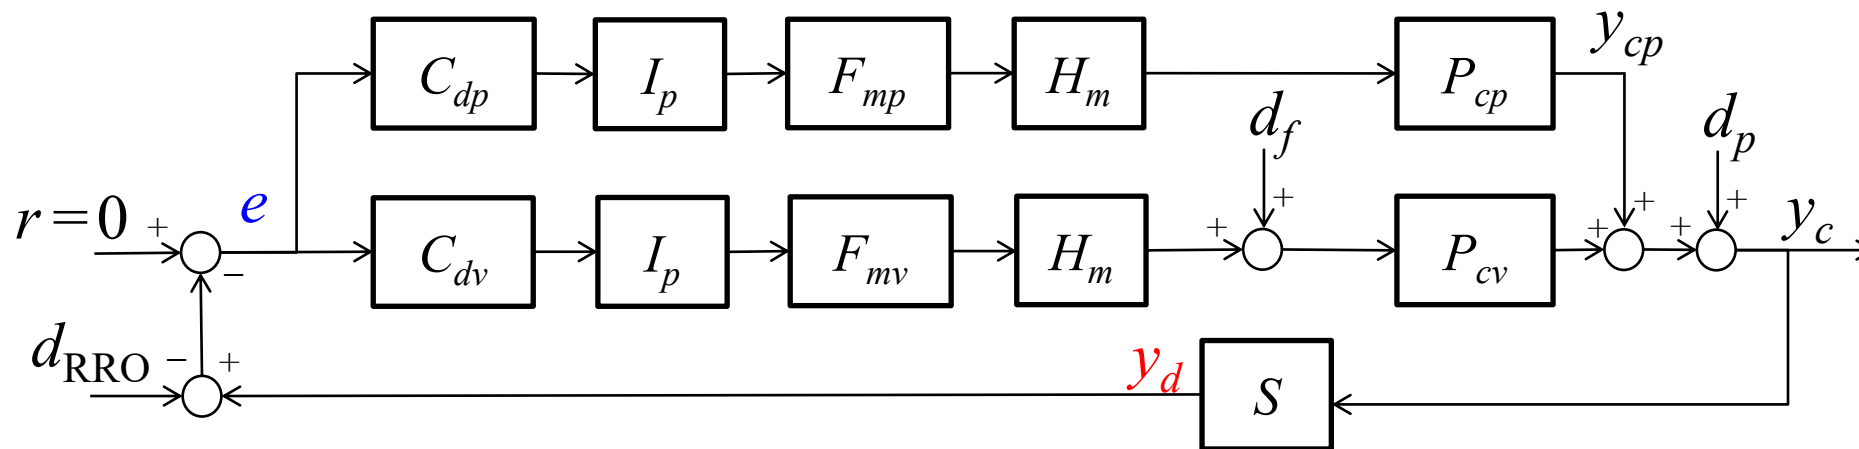 C_dp I_p F_mp H_m P_cp y_cp
d_f d_p
r = 0 + − e C_dv I_p F_mv H_m + + P_cv + + + + y_c
d_RRO − + y_d S